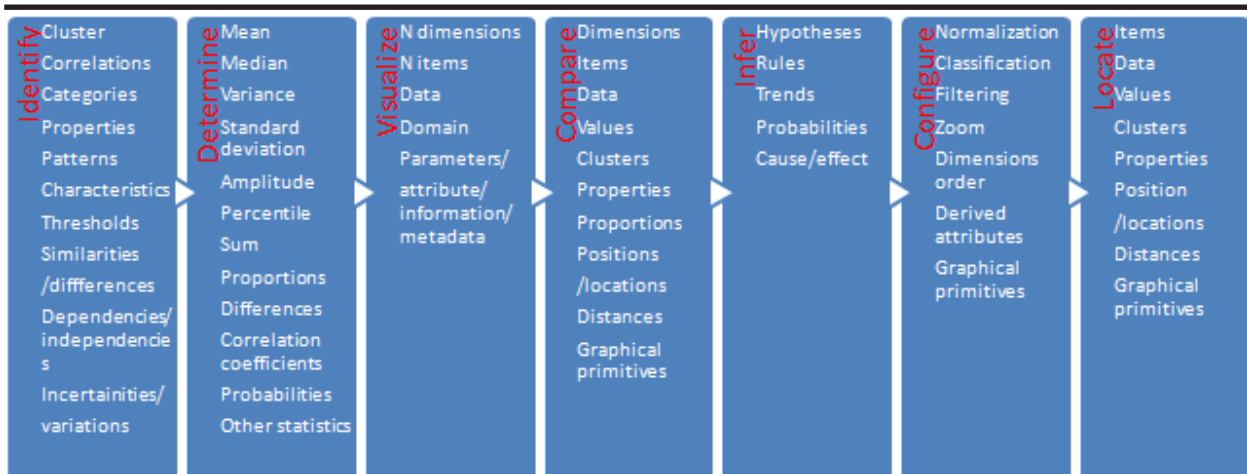 Identify
Cluster
Correlations
Categories
Properties
Patterns
Characteristics
Thresholds
Similarities
/diffferences
Dependencies/
independencie
s
Incertainities/
variations
Determine
Mean
Median
Variance
Standard
deviation
Amplitude
Percentile
Sum
Proportions
Differences
Correlation
coefficients
Probabilities
Other statistics
Visualize
N dimensions
N items
Data
Domain
Parameters/
attribute/
information/
metadata
Compare
Dimensions
Items
Data
Values
Clusters
Properties
Proportions
Positions
/locations
Distances
Graphical
primitives
Infer
Hypotheses
Rules
Trends
Probabilities
Cause/effect
Configure
Normalization
Classification
Filtering
Zoom
Dimensions
order
Derived
attributes
Graphical
primitives
Locate
Items
Data
Values
Clusters
Properties
Position
/locations
Distances
Graphical
primitives